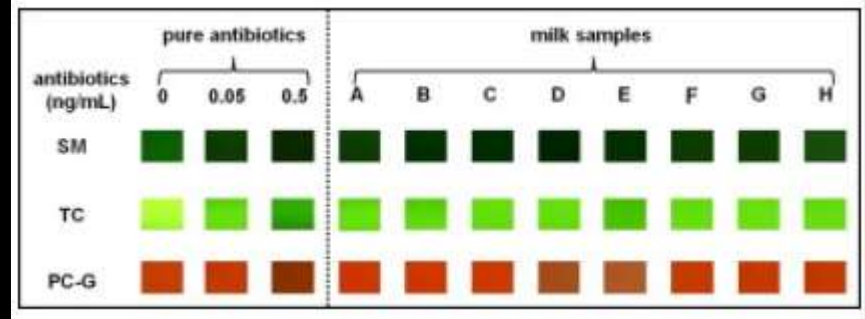 pure antibiotics milk samples
antibiotics
(ng/mL) 0 0.05 0.5 A B C D E F G H
SM
TC
PC-G